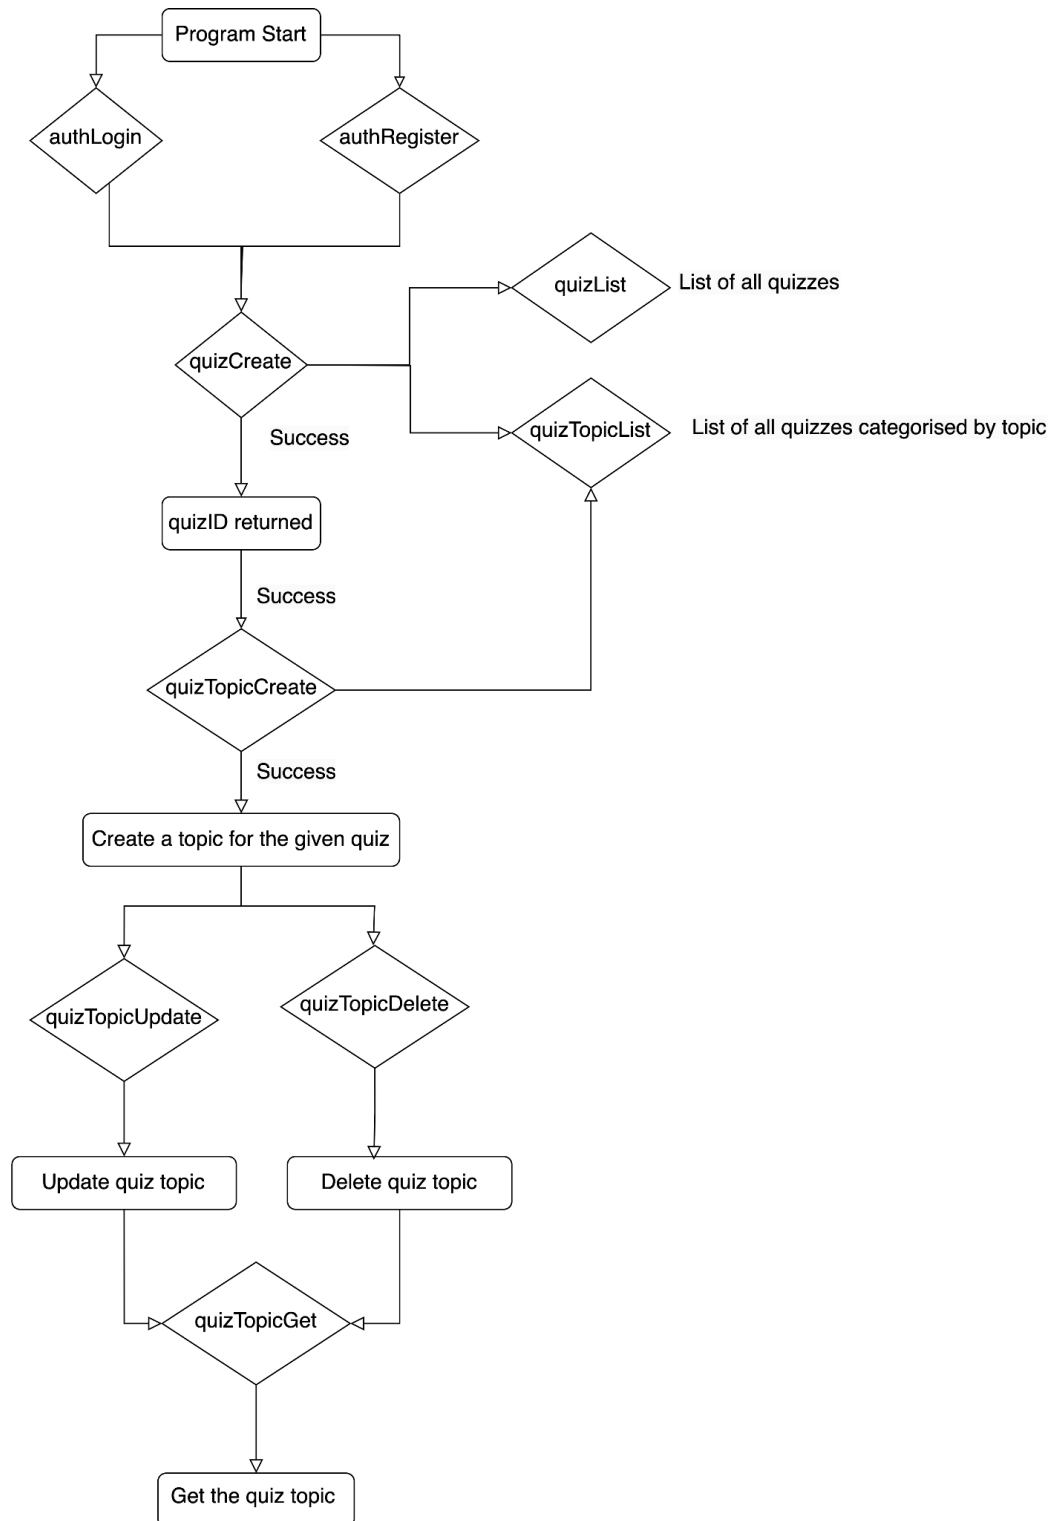 Program Start
authLogin
authRegister
quizList
List of all quizzes
quizCreate
quizTopicList
List of all quizzes categorised by topic
Success
quizID returned
Success
quizTopicCreate
Success
Create a topic for the given quiz
quizTopicUpdate
quizTopicDelete
Update quiz topic
Delete quiz topic
quizTopicGet
Get the quiz topic